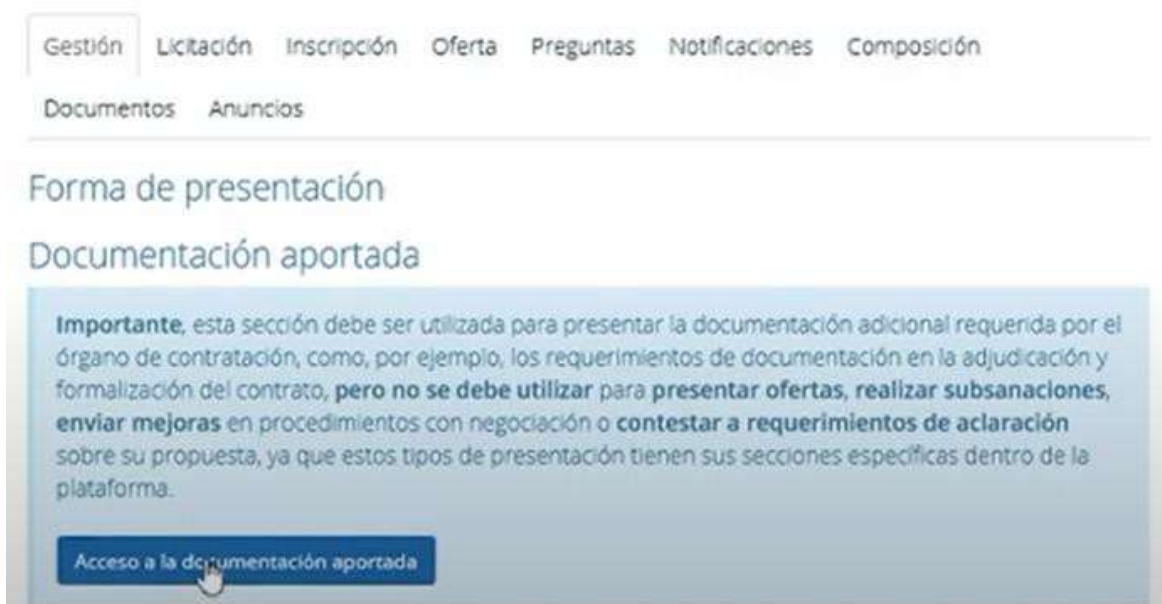 Gestión Licitación Inscripción Oferta Preguntas Notificaciones Composición
Documentos Anuncios
Forma de presentación
Documentación aportada
Importante, esta sección debe ser utilizada para presentar la documentación adicional requerida por el
órgano de contratación, como, por ejemplo, los requerimientos de documentación en la adjudicación y
formalización del contrato, pero no se debe utilizar para presentar ofertas, realizar subsanaciones,
enviar mejoras en procedimientos con negociación o contestar a requerimientos de aclaración
sobre su propuesta, ya que estos tipos de presentación tienen sus secciones específicas dentro de la
plataforma.
Acceso a la documentación aportada